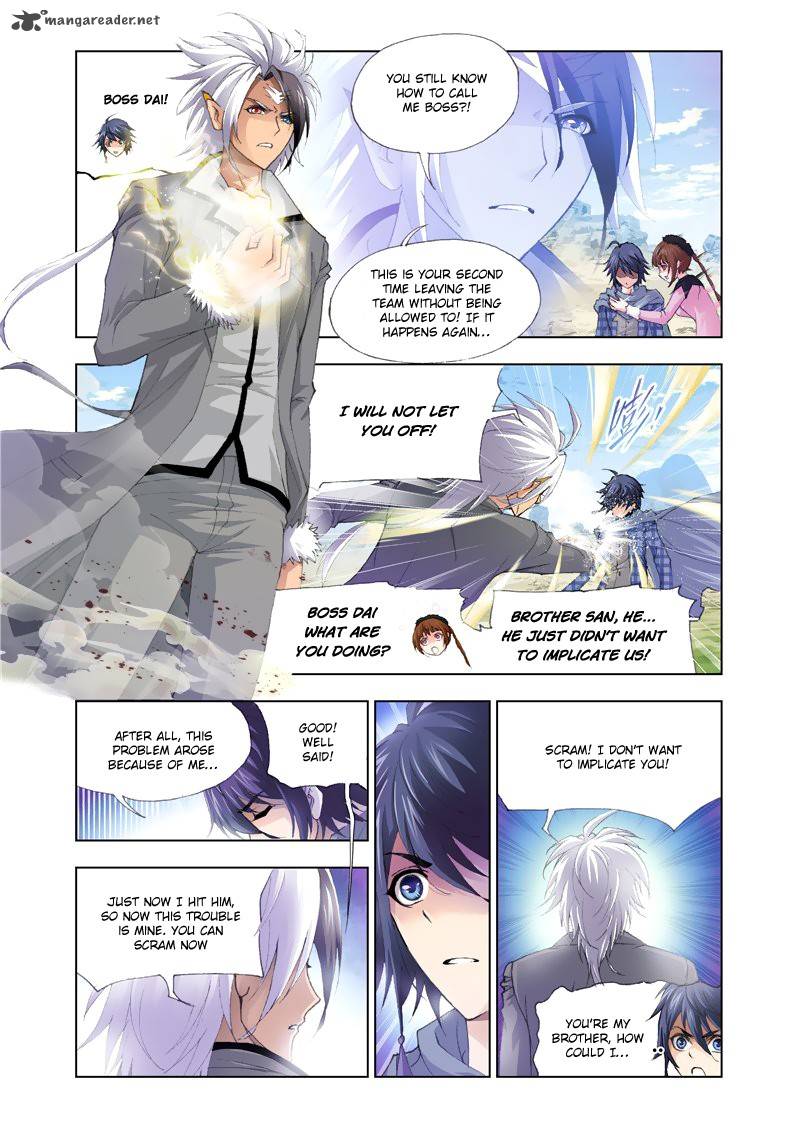 mangareader.net
BOSS DAI!
YOU STILL KNOW
HOW TO CALL
ME BOSS?!
THIS IS YOUR SECOND
TIME LEAVING THE
TEAM WITHOUT BEING
ALLOWED TO! IF IT
HAPPENS AGAIN...
I WILL NOT LET
YOU OFF!
嘭!
BOSS DAI
WHAT ARE
YOU DOING?
BROTHER SAN, HE...
HE JUST DIDN'T WANT
TO IMPLICATE US!
AFTER ALL, THIS
PROBLEM AROSE
BECAUSE OF ME...
GOOD!
WELL
SAID!
SCRAM! I DON'T WANT
TO IMPLICATE YOU!
JUST NOW I HIT HIM,
SO NOW THIS TROUBLE
IS MINE. YOU CAN
SCRAM NOW
YOU'RE MY
BROTHER, HOW
COULD I...